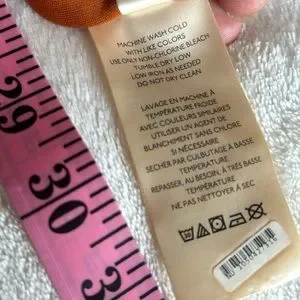 MACHINE WASH COLD
WITH LIKE COLORS
USE ONLY NON-CHLORINE BLEACH
TUMBLE DRY LOW
LOW IRON AS NEEDED
DO NOT DRY CLEAN
LAVAGE EN MACHINE À
TEMPÉRATURE FROIDE
AVEC COULEURS SIMILAIRES
UTILISER UN AGENT DE
BLANCHIMENT SANS CHLORE
SI NÉCESSAIRE
SECHER PAR CULBUTAGE À BASSE
TEMPERATURE
REPASSER, AU BESOIN, À TRÈS BASSE
TEMPÉRATURE
NE PAS NETTOYER À SEC
29
30
3